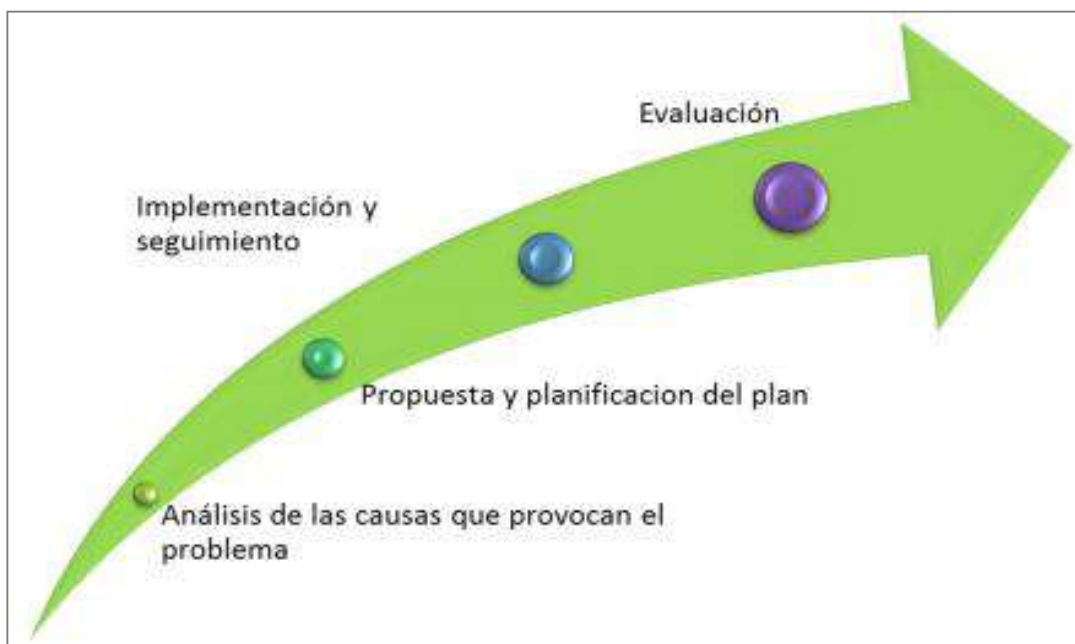 Evaluación
Implementación y
seguimiento
Propuesta y planificacion del plan
Análisis de las causas que provocan el
problema